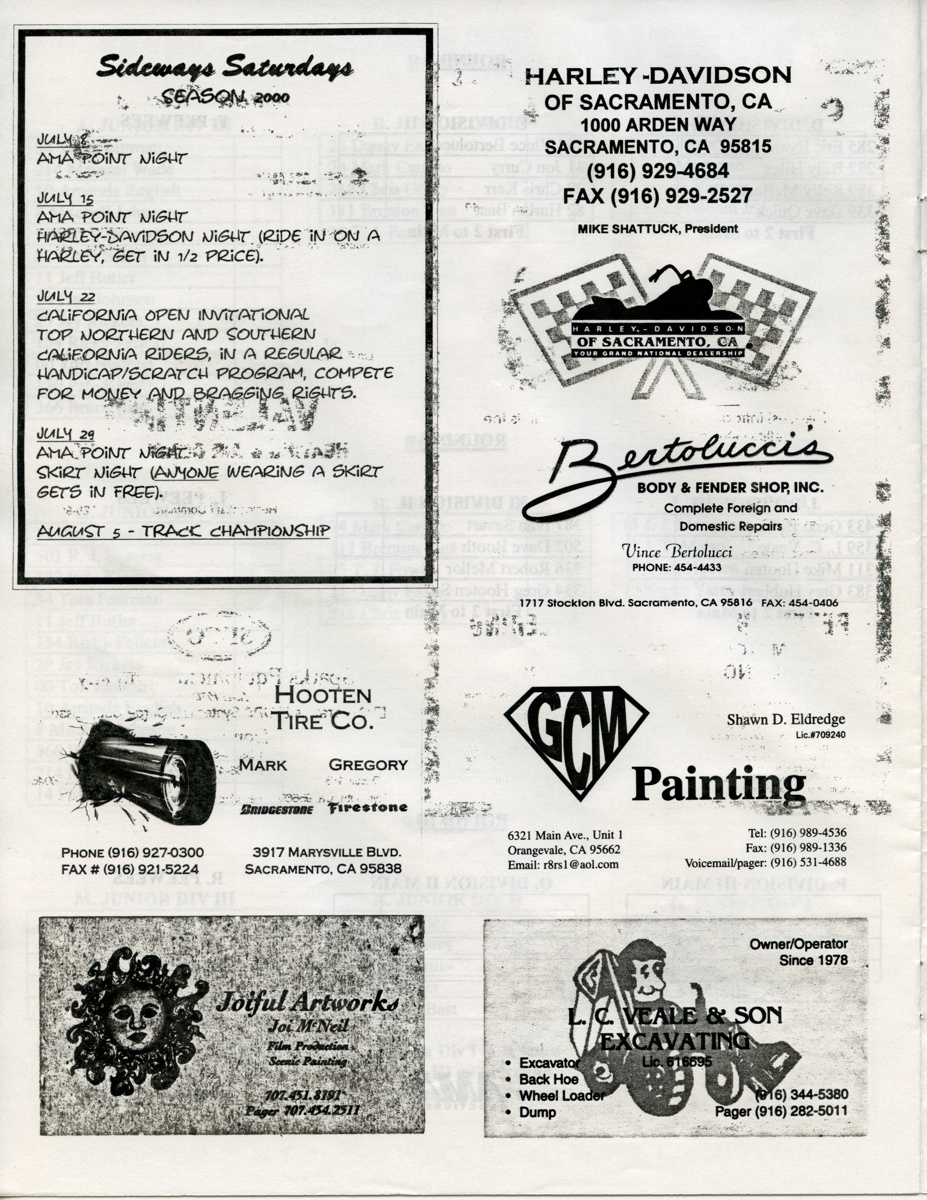 Sideways Saturdays
SEASON 2000
JULY 8
AMA POINT NIGHT
JULY 15
AMA POINT NIGHT
HARLEY-DAVIDSON NIGHT (RIDE IN ON A
HARLEY, GET IN 1/2 PRICE).
JULY 22
CALIFORNIA OPEN INVITATIONAL
TOP NORTHERN AND SOUTHERN
CALIFORNIA RIDERS, IN A REGULAR
HANDICAP/SCRATCH PROGRAM, COMPETE
FOR MONEY AND BRAGGING RIGHTS.
JULY 29
AMA POINT NIGHT
SKIRT NIGHT (ANYONE WEARING A SKIRT
GETS IN FREE).
AUGUST 5 - TRACK CHAMPIONSHIP
HARLEY-DAVIDSON
OF SACRAMENTO, CA
1000 ARDEN WAY
SACRAMENTO, CA 95815
(916) 929-4684
FAX (916) 929-2527
MIKE SHATTUCK, President
HARLEY-DAVIDSON
OF SACRAMENTO, CA.
YOUR GRAND NATIONAL DEALERSHIP
Bertolucci's
BODY & FENDER SHOP, INC.
Complete Foreign and
Domestic Repairs
Vince Bertolucci
PHONE: 454-4433
1717 Stockton Blvd. Sacramento, CA 95816 FAX: 454-0406
HOOTEN
TIRE CO.
MARK GREGORY
BRIDGESTONE Firestone
PHONE (916) 927-0300
FAX # (916) 921-5224
3917 MARYSVILLE BLVD.
SACRAMENTO, CA 95838
GCM
Painting
Shawn D. Eldredge
Lic.#709240
6321 Main Ave., Unit 1
Orangevale, CA 95662
Email: r8rs1@aol.com
Tel: (916) 989-4536
Fax: (916) 989-1336
Voicemail/pager: (916) 531-4688
Joiful Artworks
Joi McNeil
Film Production
Scenic Painting
707.451.8191
Pager 707.454.2511
Owner/Operator
Since 1978
L. C. VEALE & SON
EXCAVATING
Lic. 616695
• Excavator
• Back Hoe
• Wheel Loader
• Dump
(916) 344-5380
Pager (916) 282-5011